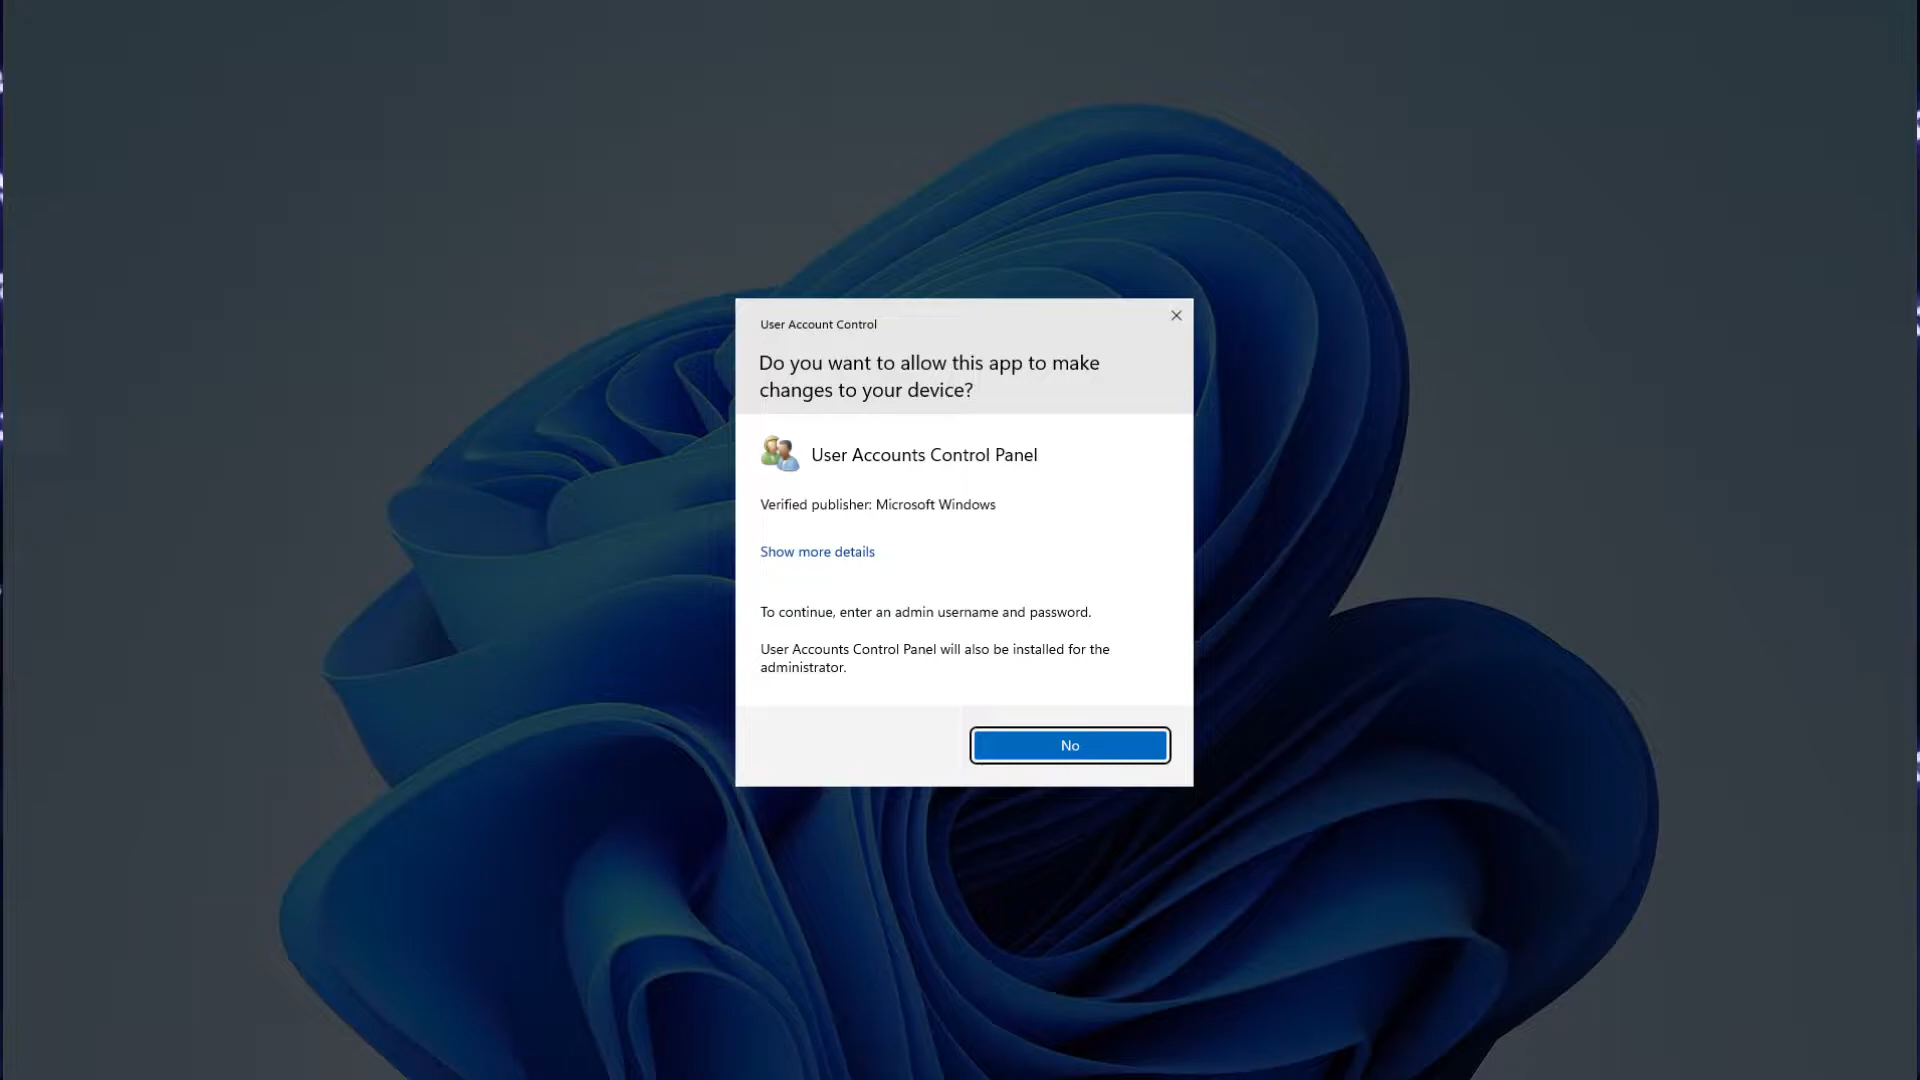 User Account Control
Do you want to allow this app to make
changes to your device?
User Accounts Control Panel
Verified publisher: Microsoft Windows
Show more details
To continue, enter an admin username and password.
User Accounts Control Panel will also be installed for the
administrator.
No